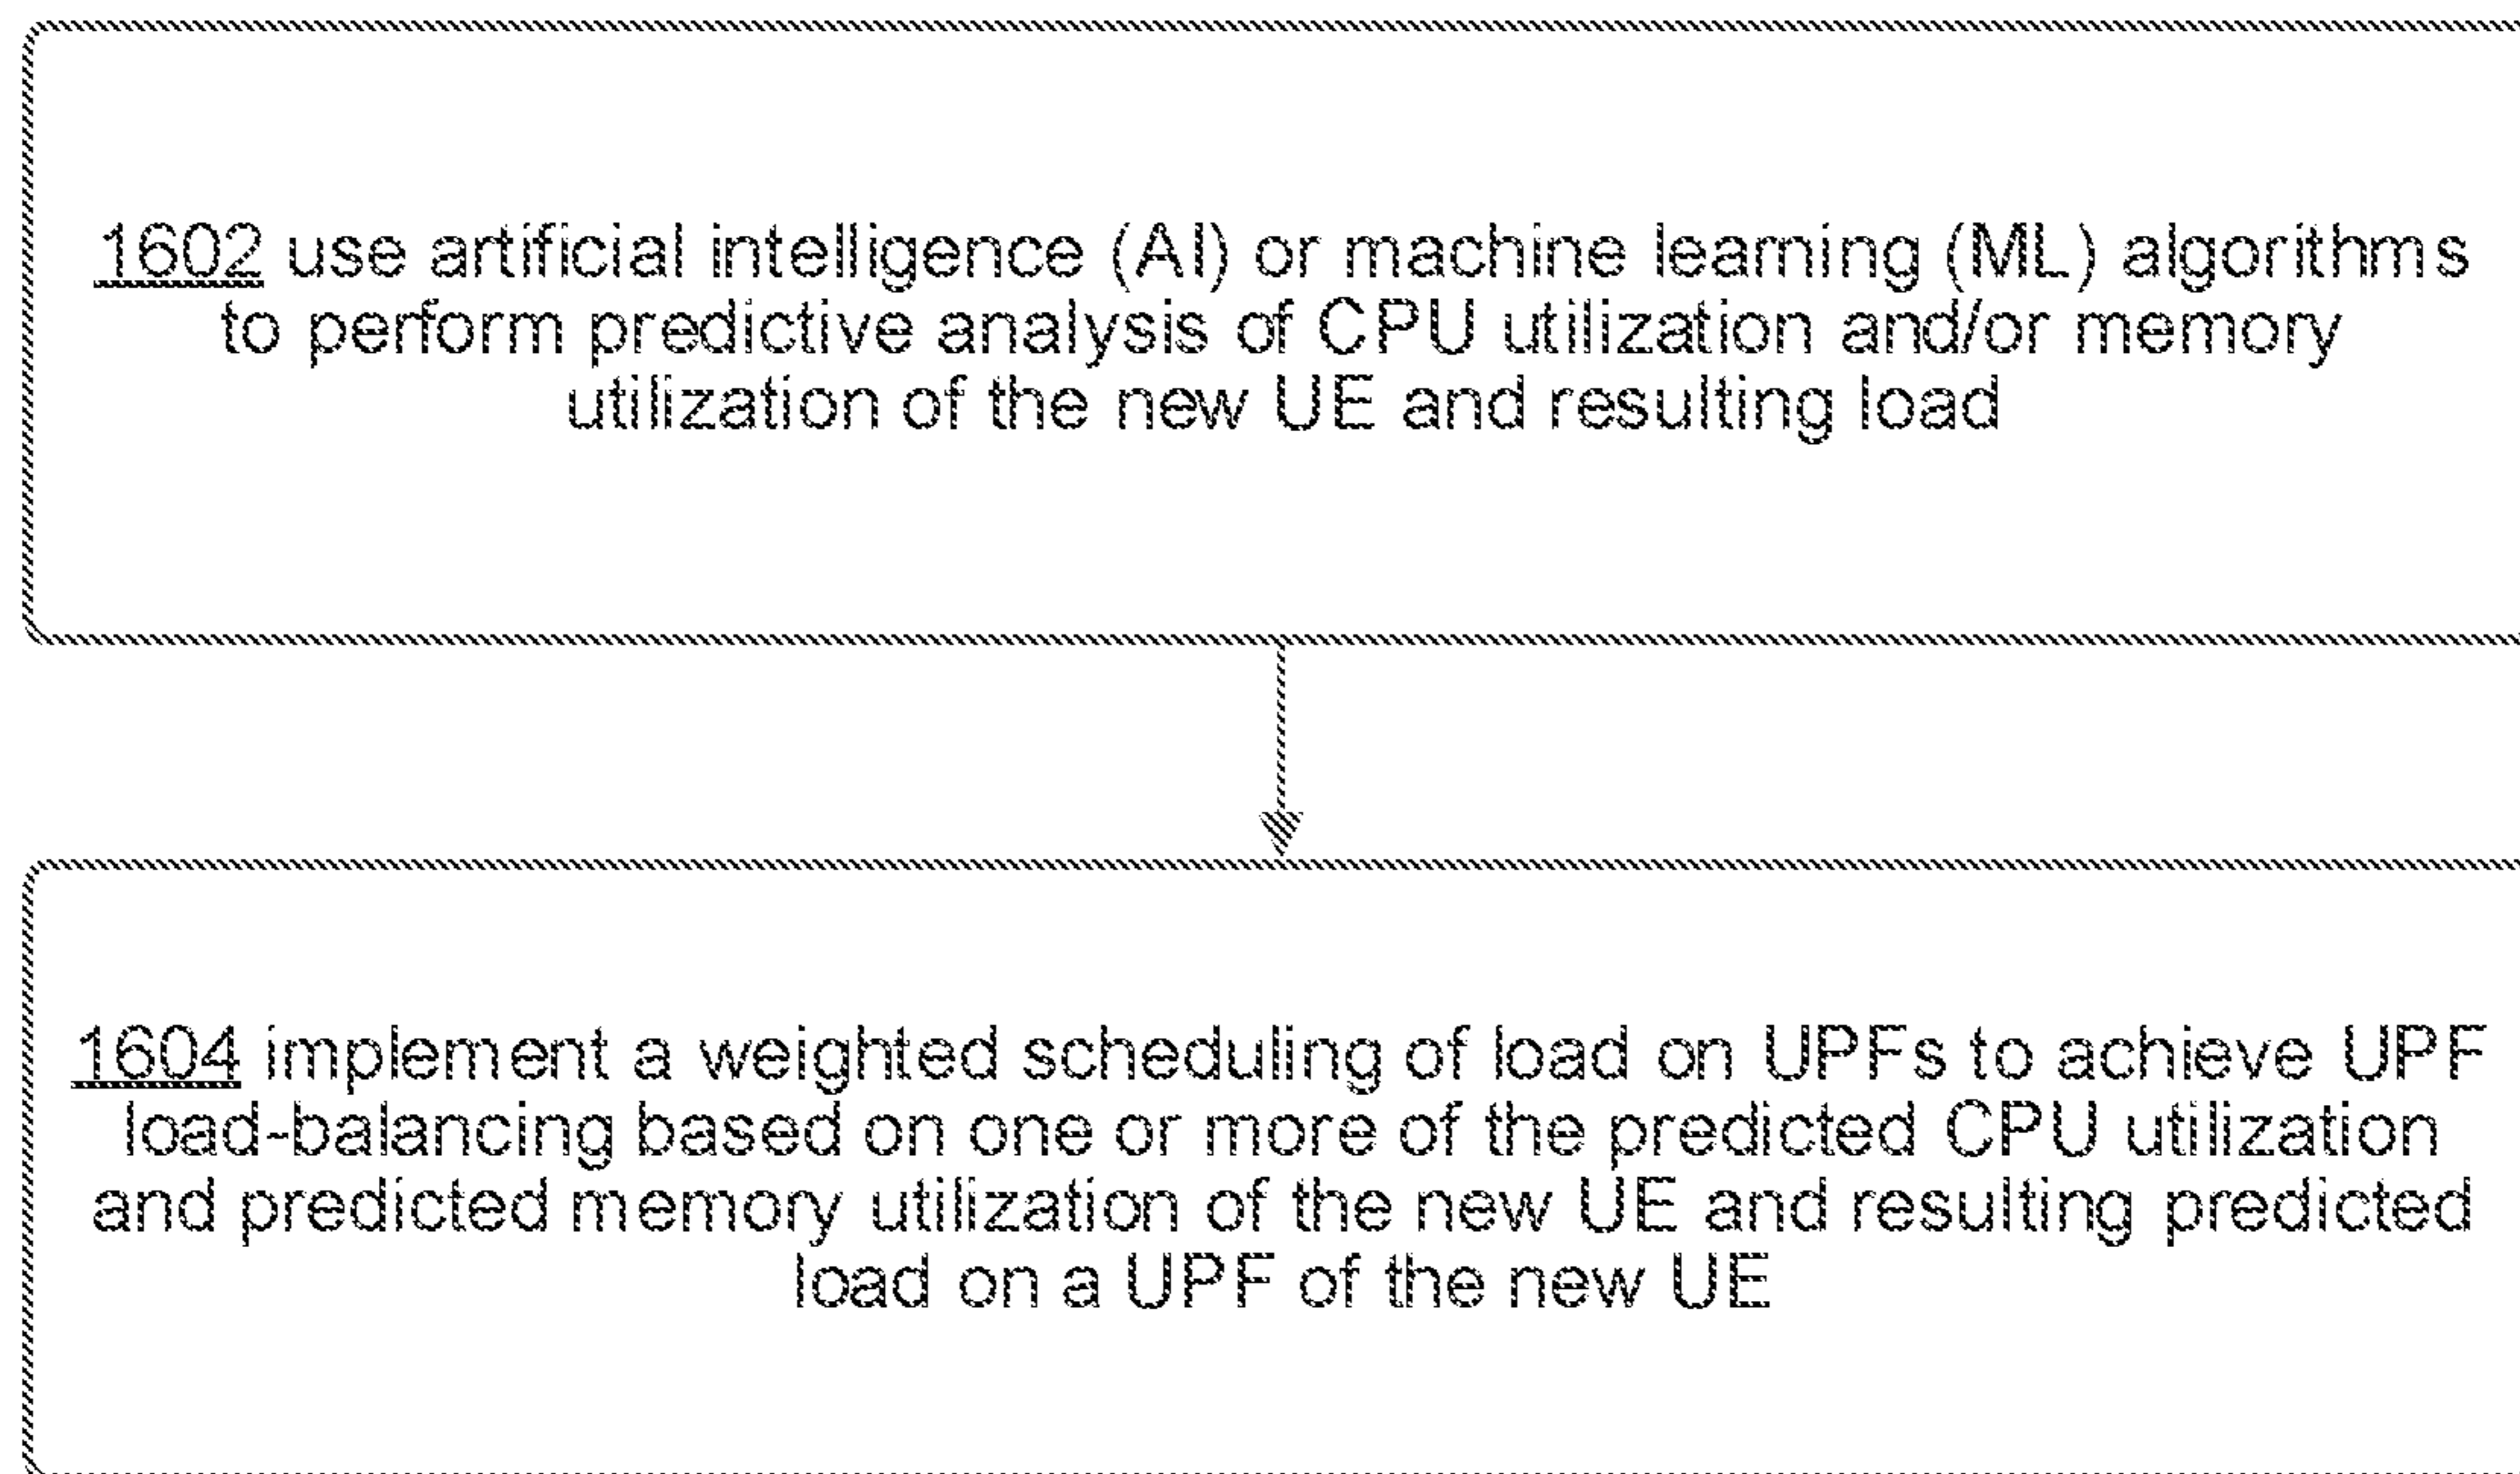 1602 use artificial intelligence (AI) or machine learning (ML) algorithms
to perform predictive analysis of CPU utilization and/or memory
utilization of the new UE and resulting load
1604 implement a weighted scheduling of load on UPFs to achieve UPF
load-balancing based on one or more of the predicted CPU utilization
and predicted memory utilization of the new UE and resulting predicted
load on a UPF of the new UE